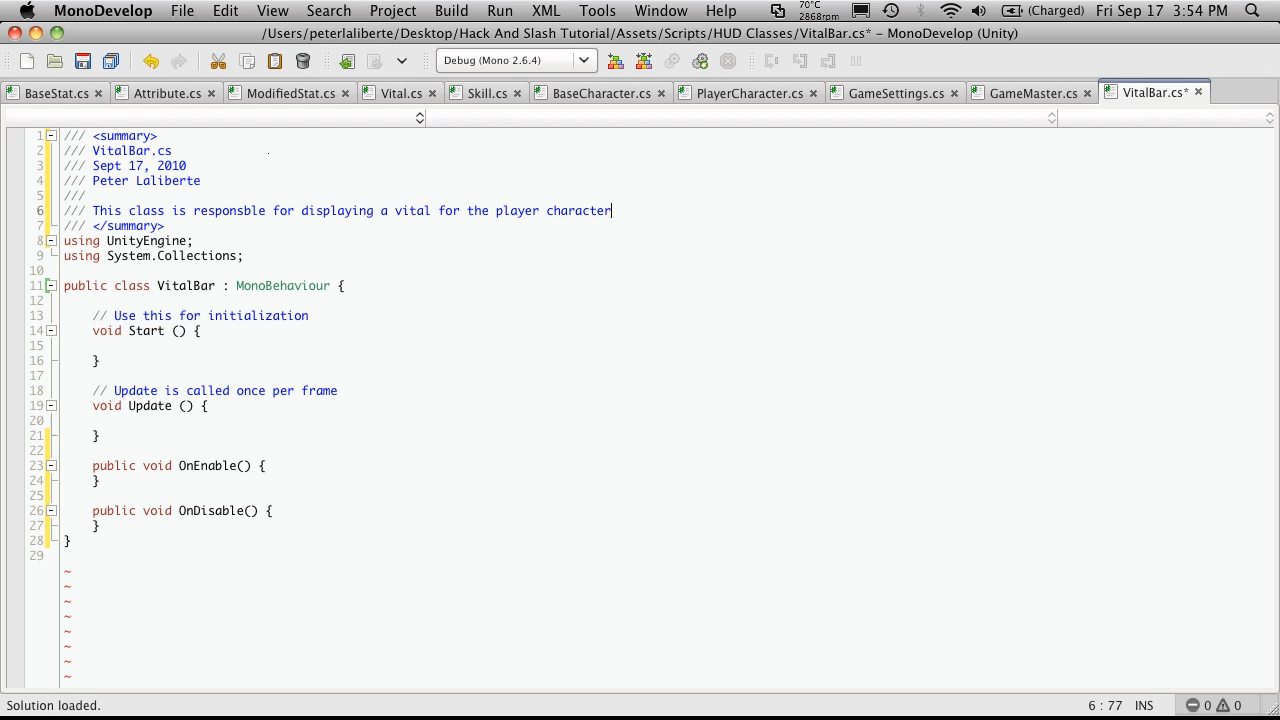 MonoDevelop File Edit View Search Project Build Run XML Tools Window Help 70°C 2868rpm (Charged) Fri Sep 17 3:54 PM
/Users/peterlaliberte/Desktop/Hack And Slash Tutorial/Assets/Scripts/HUD Classes/VitalBar.cs* – MonoDevelop (Unity)
Debug (Mono 2.6.4)
BaseStat.cs Attribute.cs ModifiedStat.cs Vital.cs Skill.cs BaseCharacter.cs PlayerCharacter.cs GameSettings.cs GameMaster.cs VitalBar.cs*
1 /// <summary>
2 /// VitalBar.cs
3 /// Sept 17, 2010
4 /// Peter Laliberte
5 ///
6 /// This class is responsble for displaying a vital for the player character
7 /// </summary>
8 using UnityEngine;
9 using System.Collections;
10
11 public class VitalBar : MonoBehaviour {
12
13 // Use this for initialization
14 void Start () {
15
16 }
17
18 // Update is called once per frame
19 void Update () {
20
21 }
22
23 public void OnEnable() {
24 }
25
26 public void OnDisable() {
27 }
28 }
29
~
~
~
~
~
~
~
~
Solution loaded. 6 : 77 INS 0 0